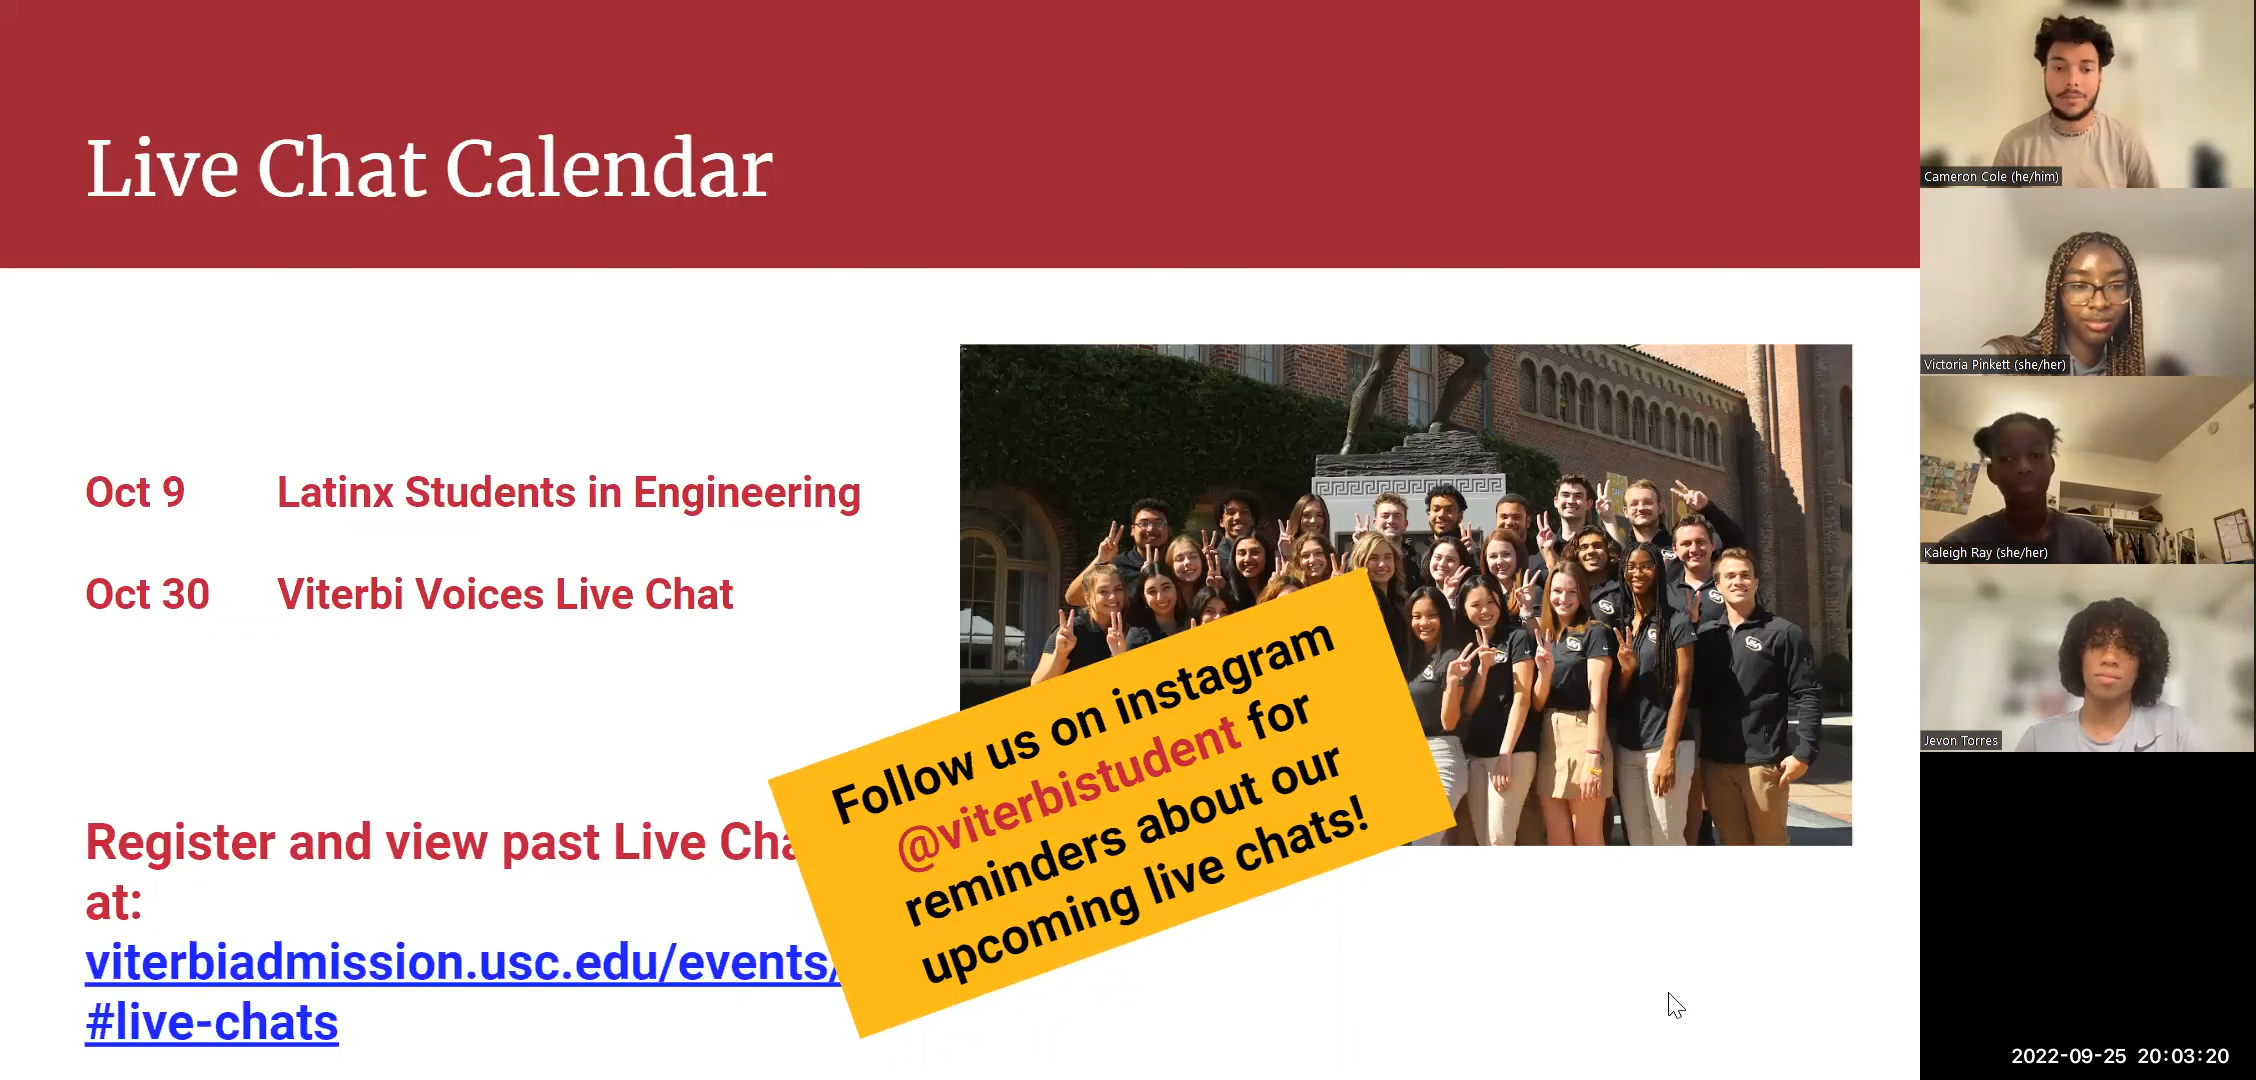 Live Chat Calendar
Oct 9 Latinx Students in Engineering
Oct 30 Viterbi Voices Live Chat
Register and view past Live
at:
viterbiadmission.usc.edu/events/
#live-chats
Follow us on instagram
@viterbistudent for
reminders about our
upcoming live chats!
Cameron Cole (he/him)
Victoria Pinkett (she/her)
Kaleigh Ray (she/her)
Jevon Torres
2022-09-25 20:03:20